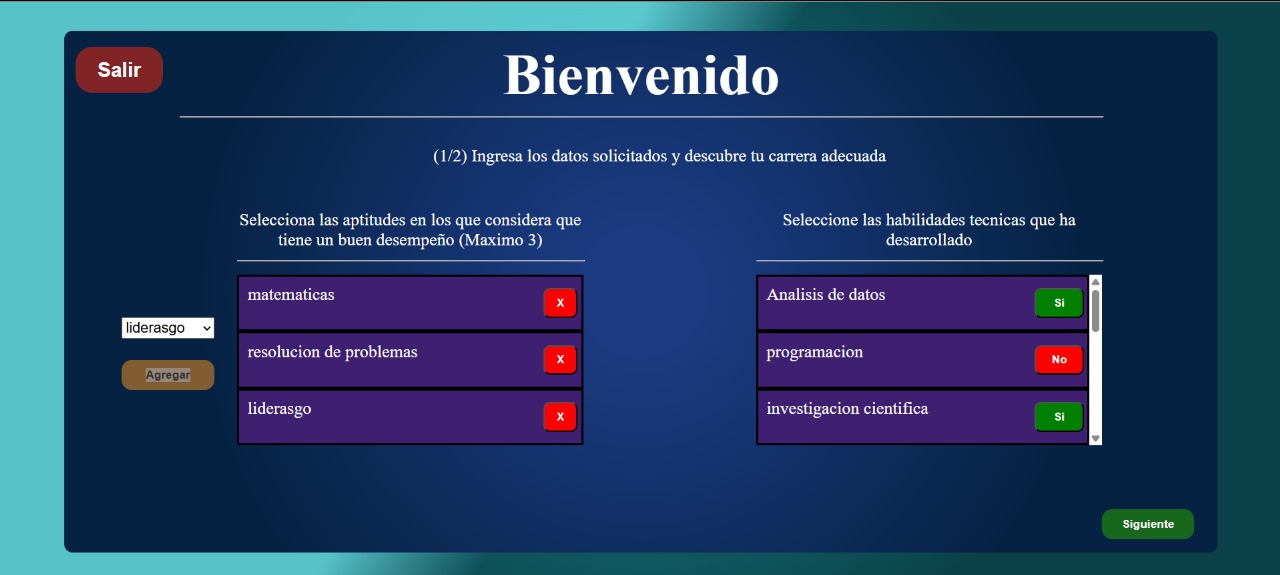 Salir
Bienvenido
(1/2) Ingresa los datos solicitados y descubre tu carrera adecuada
Selecciona las aptitudes en los que considera que
tiene un buen desempeño (Maximo 3)
liderasgo
Agregar
matematicas X
resolucion de problemas X
liderasgo X
Seleccione las habilidades tecnicas que ha
desarrollado
Analisis de datos Si
programacion No
investigacion cientifica Si
Siguiente